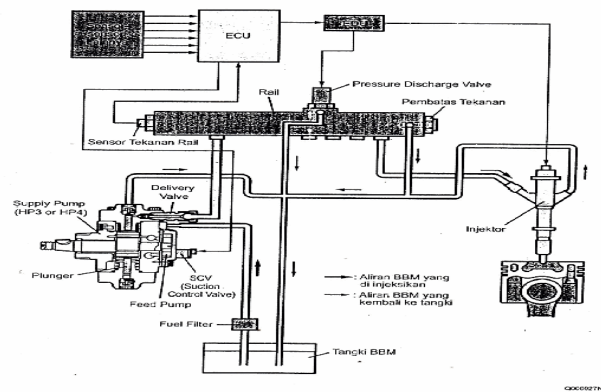 ECU
EDU
Pressure Discharge Valve
Rail
Pembatas Tekanan
Sensor Tekanan Rail
Supply Pump
(HP3 or HP4)
Delivery
Valve
Injektor
Plunger
SCV
(Suction
Control Valve)
Feed Pump
: Aliran BBM yang
di injeksikan
: Aliran BBM yang
kembali ke tangki
Fuel Filter
Tangki BBM